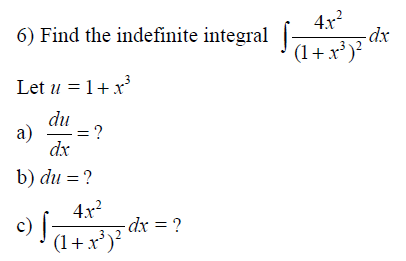 6) Find the indefinite integral ∫ 4x²/(1+x³)² dx
Let u = 1+x³
a) du/dx = ?
b) du = ?
c) ∫ 4x²/(1+x³)² dx = ?